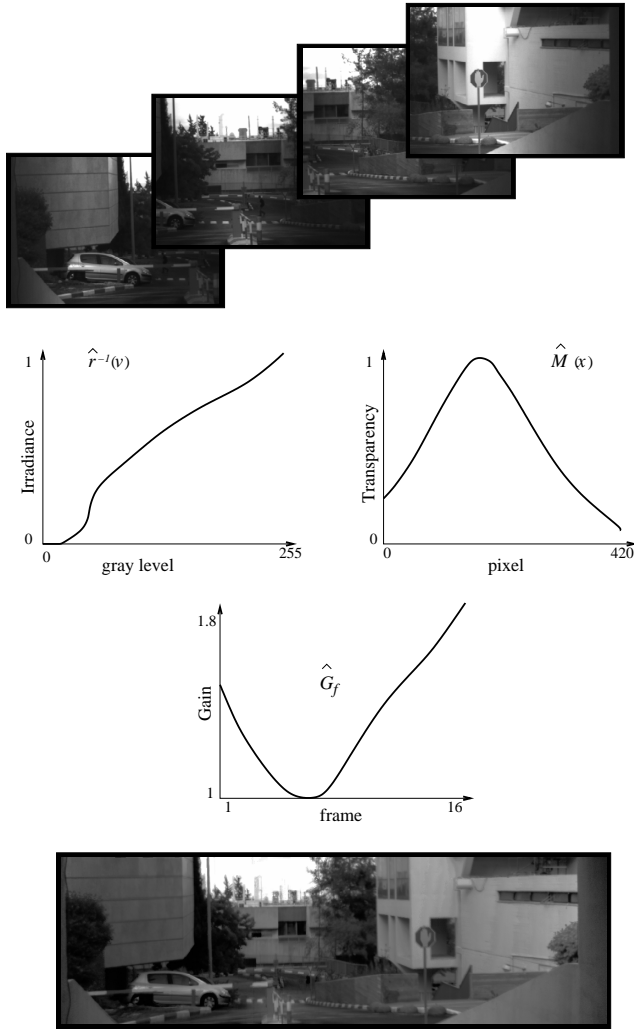 1
r̂ ⁻¹(v)
Irradiance
0
0
255
gray level
1
M̂ (x)
Transparency
0
0
420
pixel
1.8
Ĝ_f
Gain
1
1
16
frame